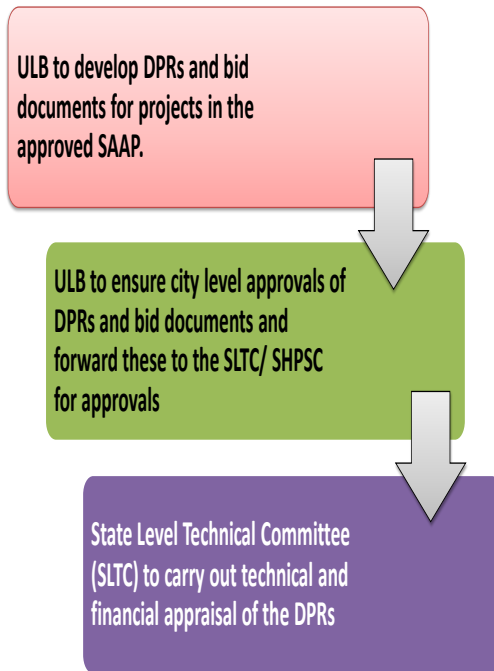 ULB to develop DPRs and bid
documents for projects in the
approved SAAP.
ULB to ensure city level approvals of
DPRs and bid documents and
forward these to the SLTC/ SHPSC
for approvals
State Level Technical Committee
(SLTC) to carry out technical and
financial appraisal of the DPRs